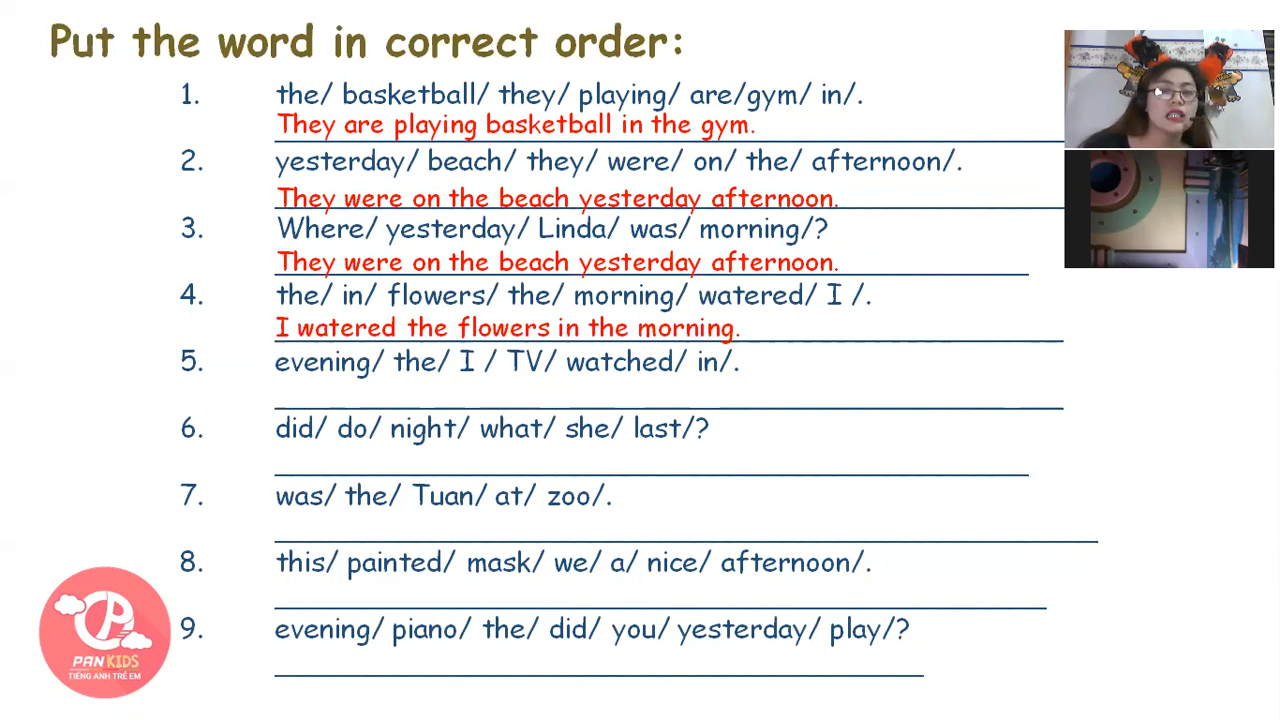 Put the word in correct order:
1. the/ basketball/ they/ playing/ are/gym/ in/.
They are playing basketball in the gym.
2. yesterday/ beach/ they/ were/ on/ the/ afternoon/.
They were on the beach yesterday afternoon.
3. Where/ yesterday/ Linda/ was/ morning/?
They were on the beach yesterday afternoon.
4. the/ in/ flowers/ the/ morning/ watered/ I /.
I watered the flowers in the morning.
5. evening/ the/ I / TV/ watched/ in/.
6. did/ do/ night/ what/ she/ last/?
7. was/ the/ Tuan/ at/ zoo/.
8. this/ painted/ mask/ we/ a/ nice/ afternoon/.
9. evening/ piano/ the/ did/ you/ yesterday/ play/?
PAN KIDS
TIẾNG ANH TRẺ EM